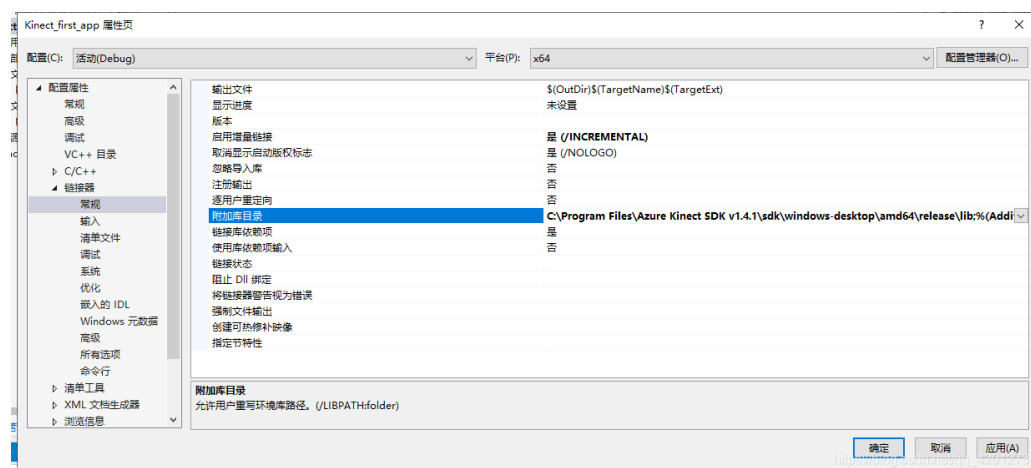 Kinect_first_app 属性页
? ×
配置(C): 活动(Debug) 平台(P): x64 配置管理器(O)...
配置属性
常规
高级
调试
VC++ 目录
C/C++
链接器
常规
输入
清单文件
调试
系统
优化
嵌入的 IDL
Windows 元数据
高级
所有选项
命令行
清单工具
XML 文档生成器
浏览信息
输出文件 $(OutDir)$(TargetName)$(TargetExt)
显示进度 未设置
版本
启用增量链接 是 (/INCREMENTAL)
取消显示启动版权标志 是 (/NOLOGO)
忽略导入库 否
注册输出 否
逐用户重定向 否
附加库目录 C:\Program Files\Azure Kinect SDK v1.4.1\sdk\windows-desktop\amd64\release\lib;%(Addi
链接库依赖项 是
使用库依赖项输入 否
链接状态
阻止 Dll 绑定
将链接器警告视为错误
强制文件输出
创建可热修补映像
指定节特性
附加库目录
允许用户重写环境库路径。(/LIBPATH:folder)
确定 取消 应用(A)